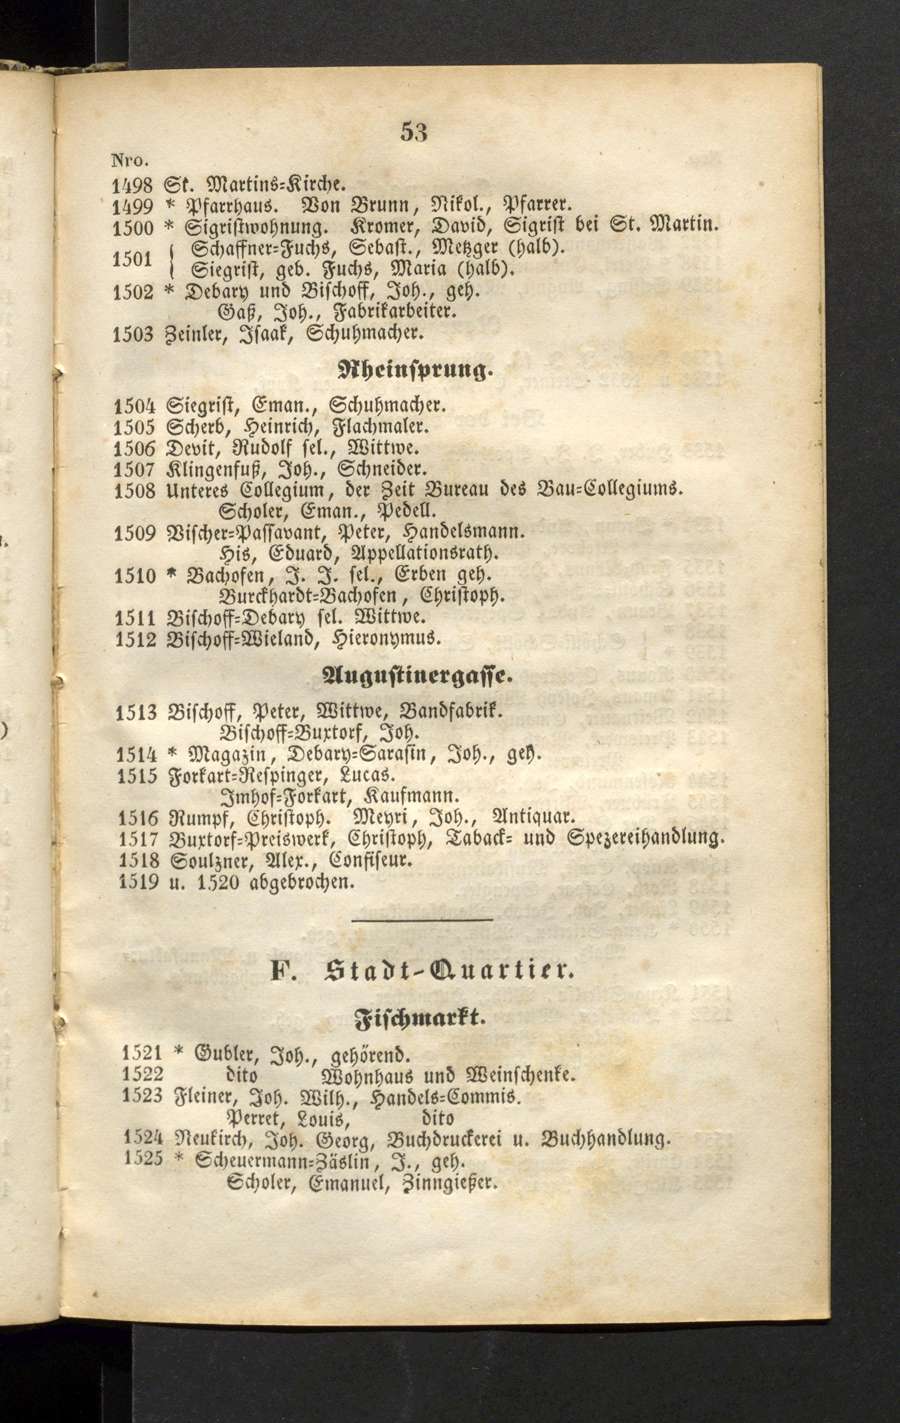 53
Nro.
1498 St. Martins-Kirche.
1499 * Pfarrhaus. Von Brunn, Nikol., Pfarrer.
1500 * Sigristwohnung. Kromer, David, Sigrist bei St. Martin.
1501 { Schaffner-Fuchs, Sebast., Metzger (halb).
{ Siegrist, geb. Fuchs, Maria (halb).
1502 * Debary und Bischoff, Joh., geh.
Gaß, Joh., Fabrikarbeiter.
1503 Zeinler, Isaak, Schuhmacher.
Rheinsprung.
1504 Siegrist, Eman., Schuhmacher.
1505 Scherb, Heinrich, Flachmaler.
1506 Devit, Rudolf sel., Wittwe.
1507 Klingenfuß, Joh., Schneider.
1508 Unteres Collegium, der Zeit Bureau des Bau-Collegiums.
Scholer, Eman., Pedell.
1509 Vischer-Passavant, Peter, Handelsmann.
His, Eduard, Appellationsrath.
1510 * Bachofen, J. J. sel., Erben geh.
Burckhardt-Bachofen, Christoph.
1511 Bischoff-Debary sel. Wittwe.
1512 Bischoff-Wieland, Hieronymus.
Augustinergasse.
1513 Bischoff, Peter, Wittwe, Bandfabrik.
Bischoff-Buxtorf, Joh.
1514 * Magazin, Debary-Sarasin, Joh., geh.
1515 Forkart-Respinger, Lucas.
Imhof-Forkart, Kaufmann.
1516 Rumpf, Christoph. Meyri, Joh., Antiquar.
1517 Buxtorf-Preiswerk, Christoph, Taback- und Spezereihandlung.
1518 Soulzner, Alex., Confiseur.
1519 u. 1520 abgebrochen.
F. Stadt-Quartier.
Fischmarkt.
1521 * Gubler, Joh., gehörend.
1522 dito Wohnhaus und Weinschenke.
1523 Fleiner, Joh. Wilh., Handels-Commis.
Perret, Louis, dito
1524 Neukirch, Joh. Georg, Buchdruckerei u. Buchhandlung.
1525 * Scheuermann-Zäslin, J., geh.
Scholer, Emanuel, Zinngießer.